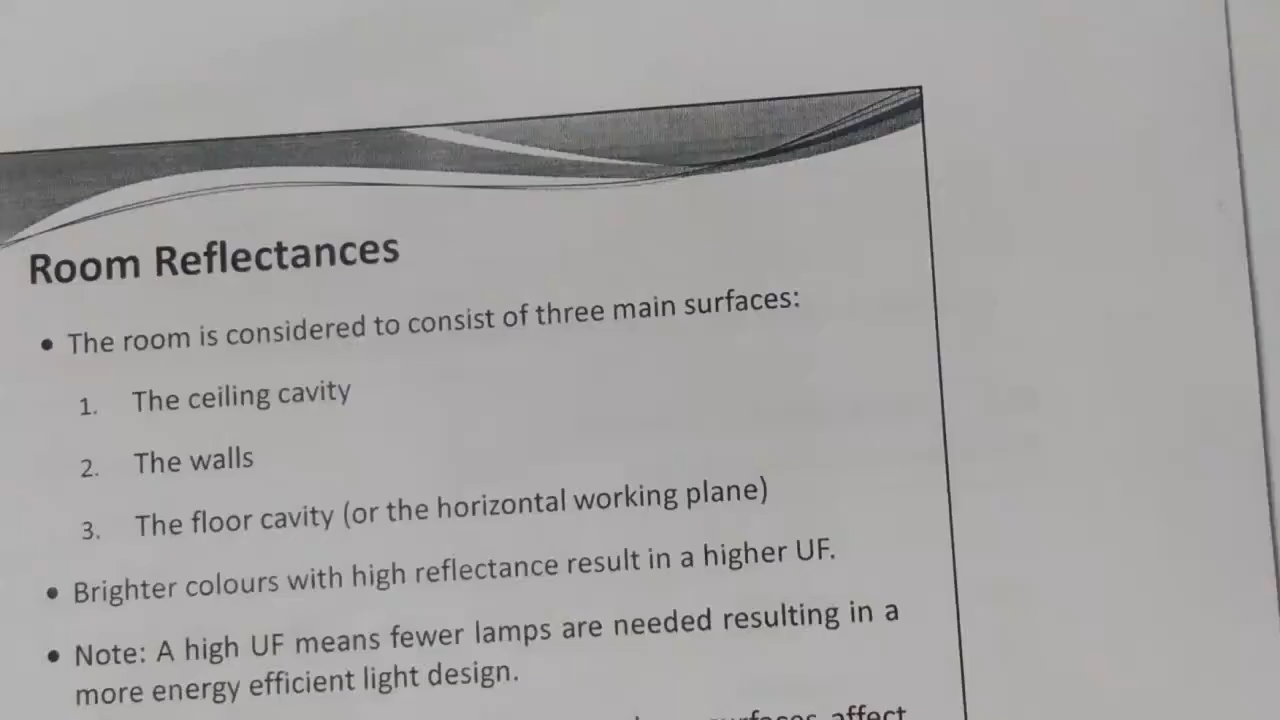 Room Reflectances
• The room is considered to consist of three main surfaces:
1. The ceiling cavity
2. The walls
3. The floor cavity (or the horizontal working plane)
• Brighter colours with high reflectance result in a higher UF.
• Note: A high UF means fewer lamps are needed resulting in a
more energy efficient light design.
surfaces affect